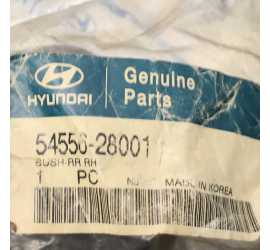 HYUNDAI
Genuine
Parts
54556-28001
BUSH-RR RH
1 PC MADE IN KOREA